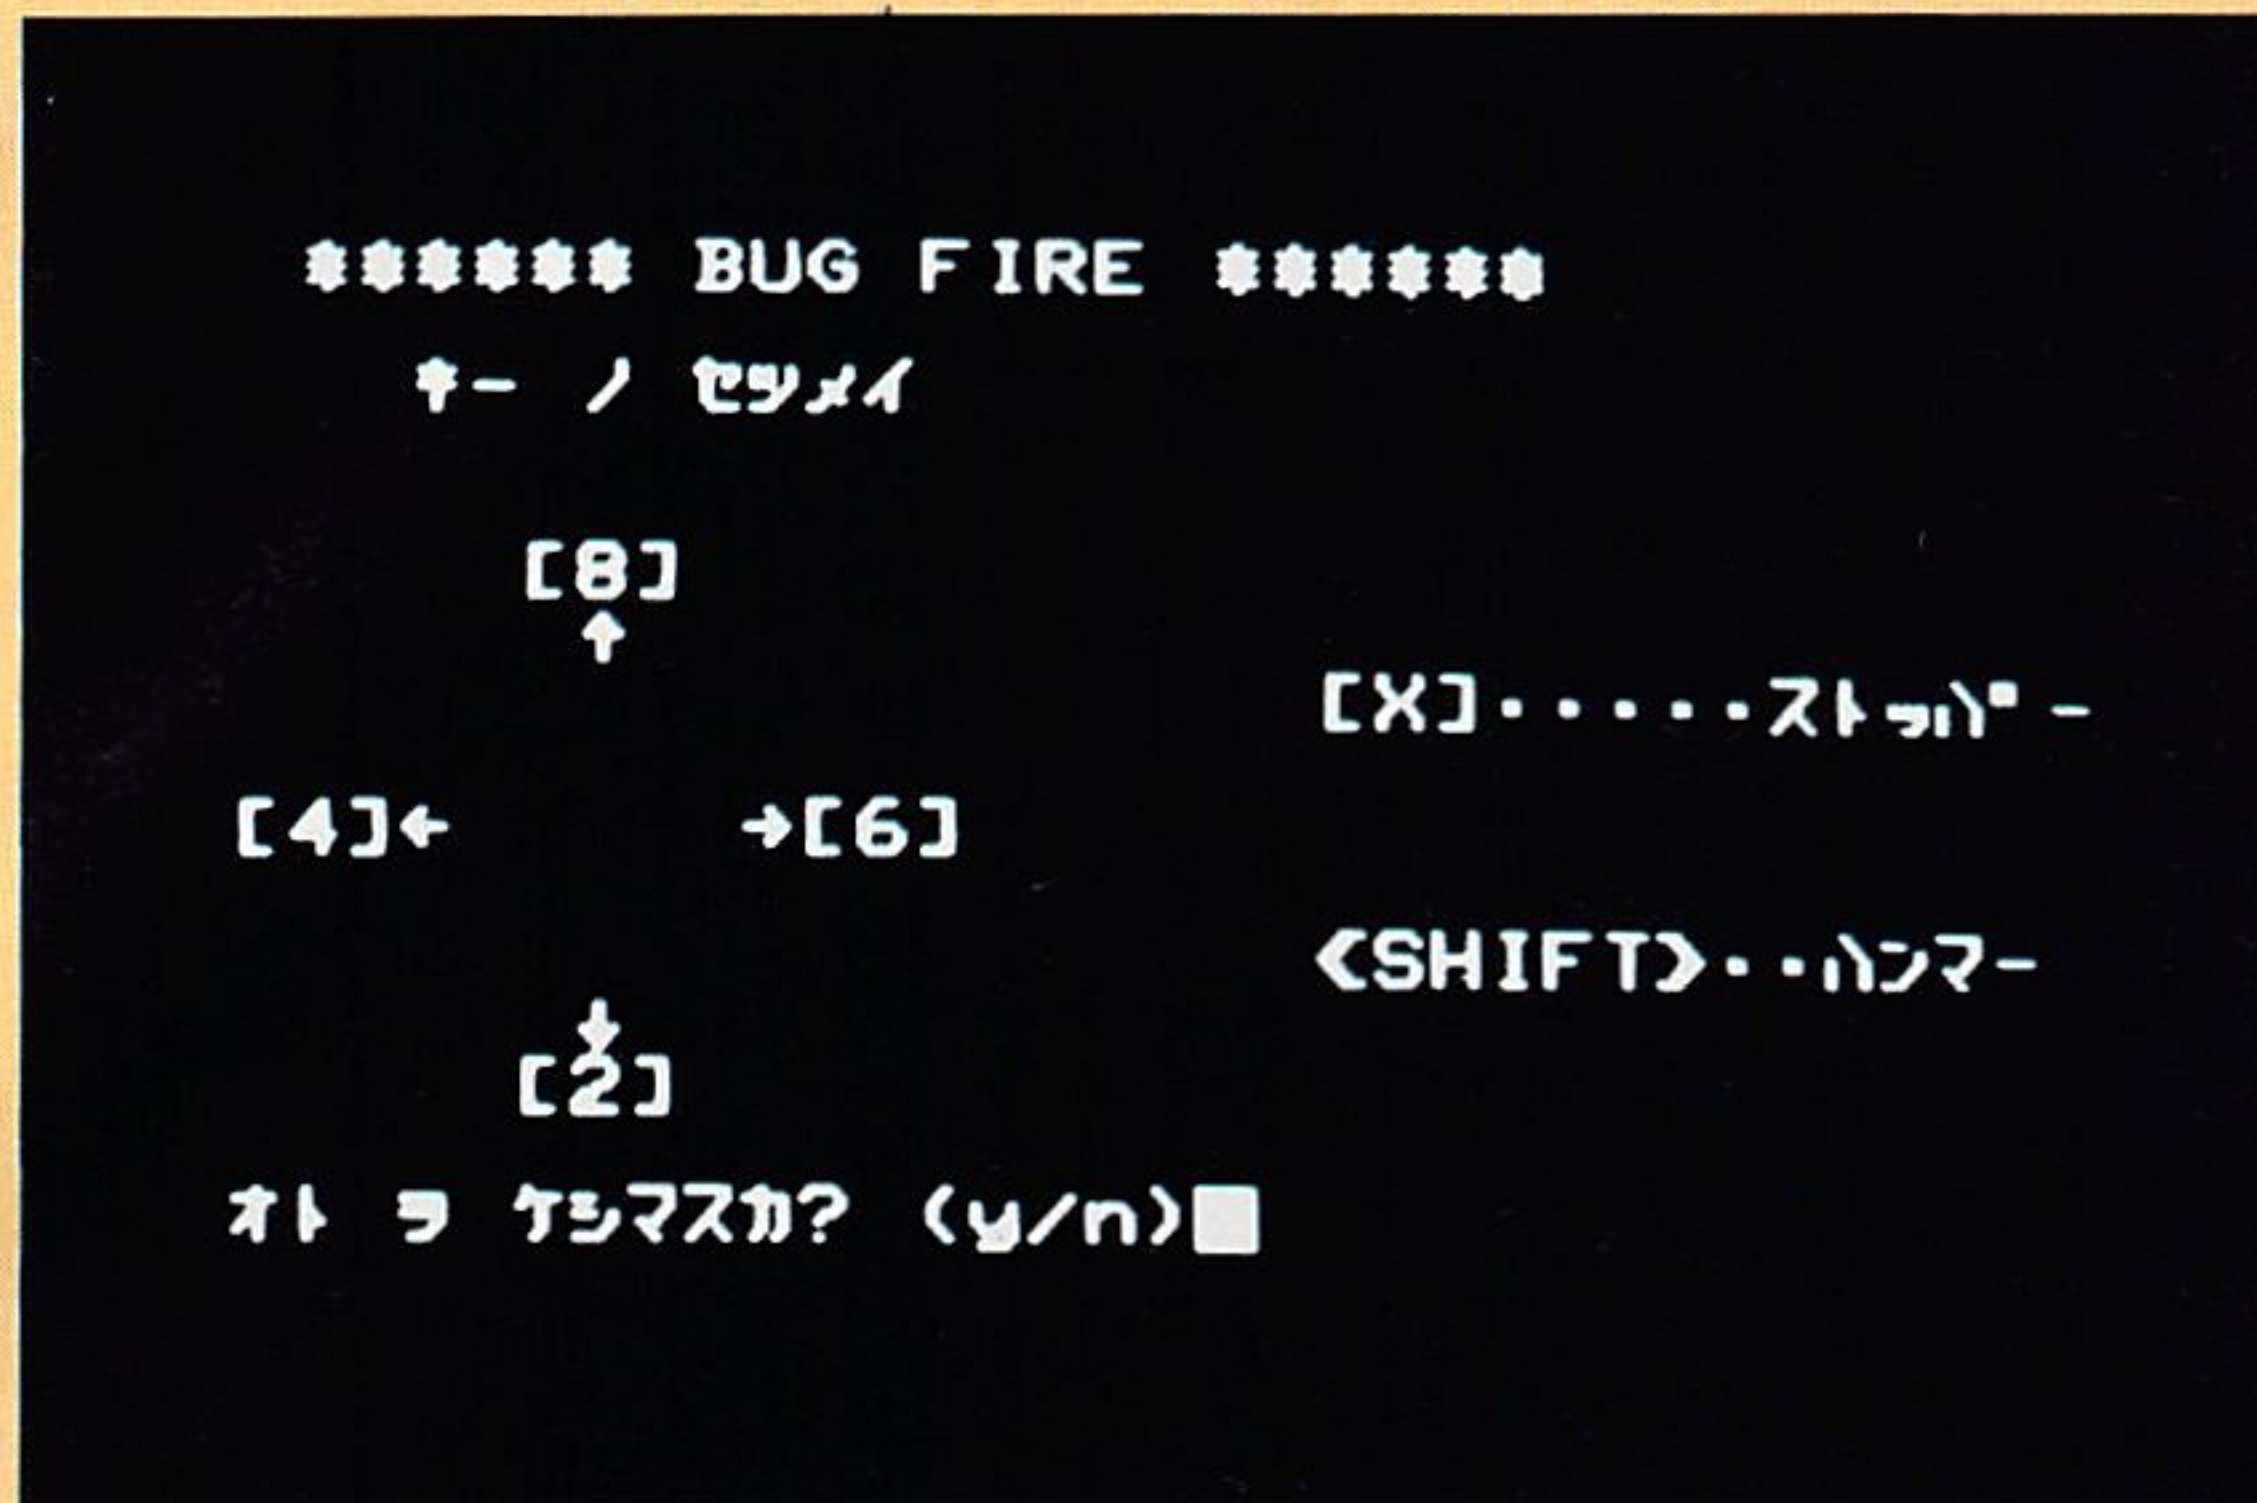 ****** BUG FIRE ******
キー ノ セツメイ
[8]
↑
[X]·····ストッパ゜ー
[4]← →[6]
<SHIFT>··ハンマー
↓
[2]
オト ヲ ケシマスカ? (y/n)